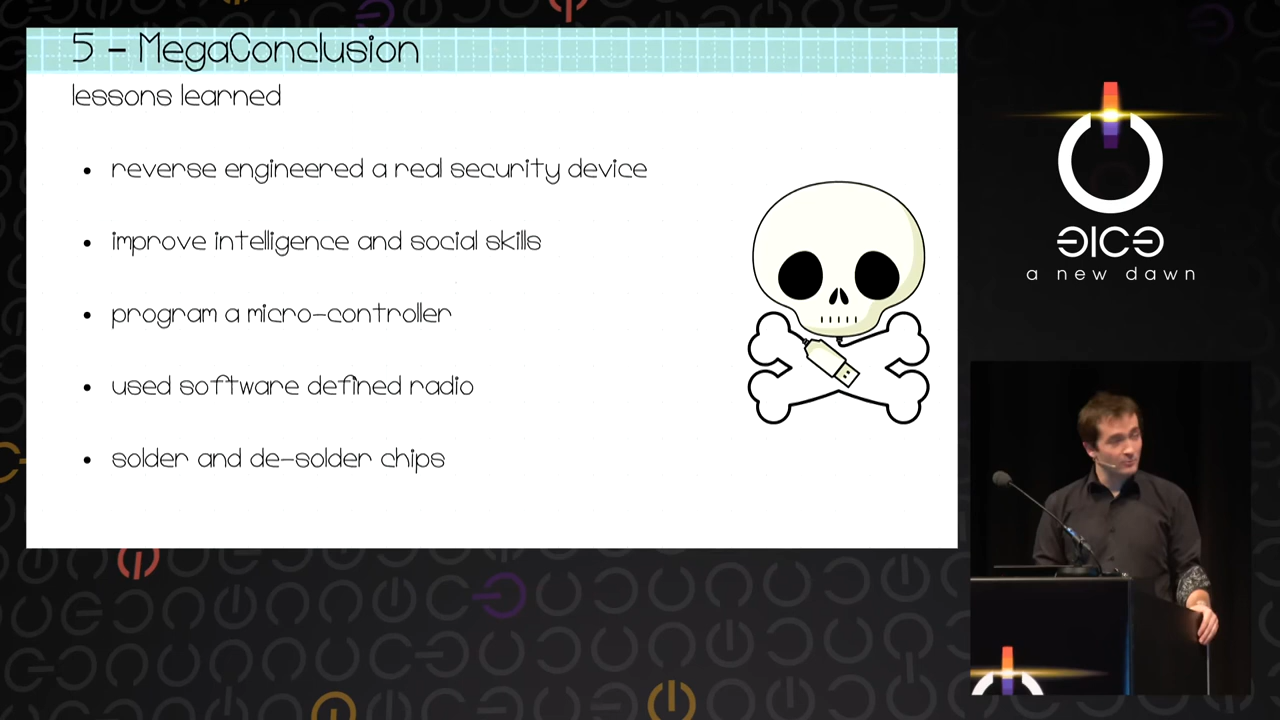 5 - MegaConclusion
lessons learned
• reverse engineered a real security device
• improve intelligence and social skills
• program a micro-controller
• used software defined radio
• solder and de-solder chips
31C3
a new dawn